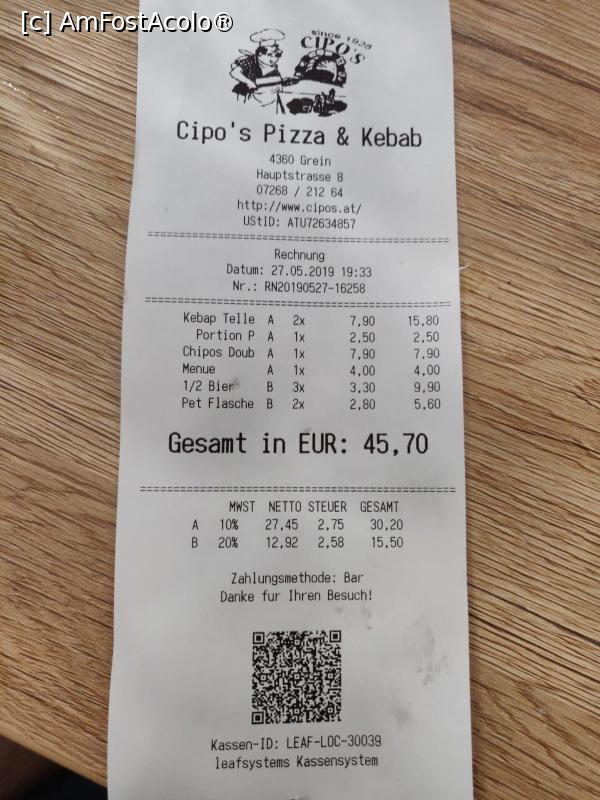 [c] AmFostAcolo®
since 1928
CIPO'S
Cipo's Pizza & Kebab
4360 Grein
Hauptstrasse 8
07268 / 212 64
http://www.cipos.at/
UStID: ATU72634857
Rechnung
Datum: 27.05.2019 19:33
Nr.: RN20190527-16258
Kebap Telle A 2x 7,90 15,80
Portion P A 1x 2,50 2,50
Chipos Doub A 1x 7,90 7,90
Menue A 1x 4,00 4,00
1/2 Bier B 3x 3,30 9,90
Pet Flasche B 2x 2,80 5,60
Gesamt in EUR: 45,70
MWST NETTO STEUER GESAMT
A 10% 27,45 2,75 30,20
B 20% 12,92 2,58 15,50
Zahlungsmethode: Bar
Danke fur Ihren Besuch!
Kassen-ID: LEAF-LOC-30039
leafsystems Kassensystem